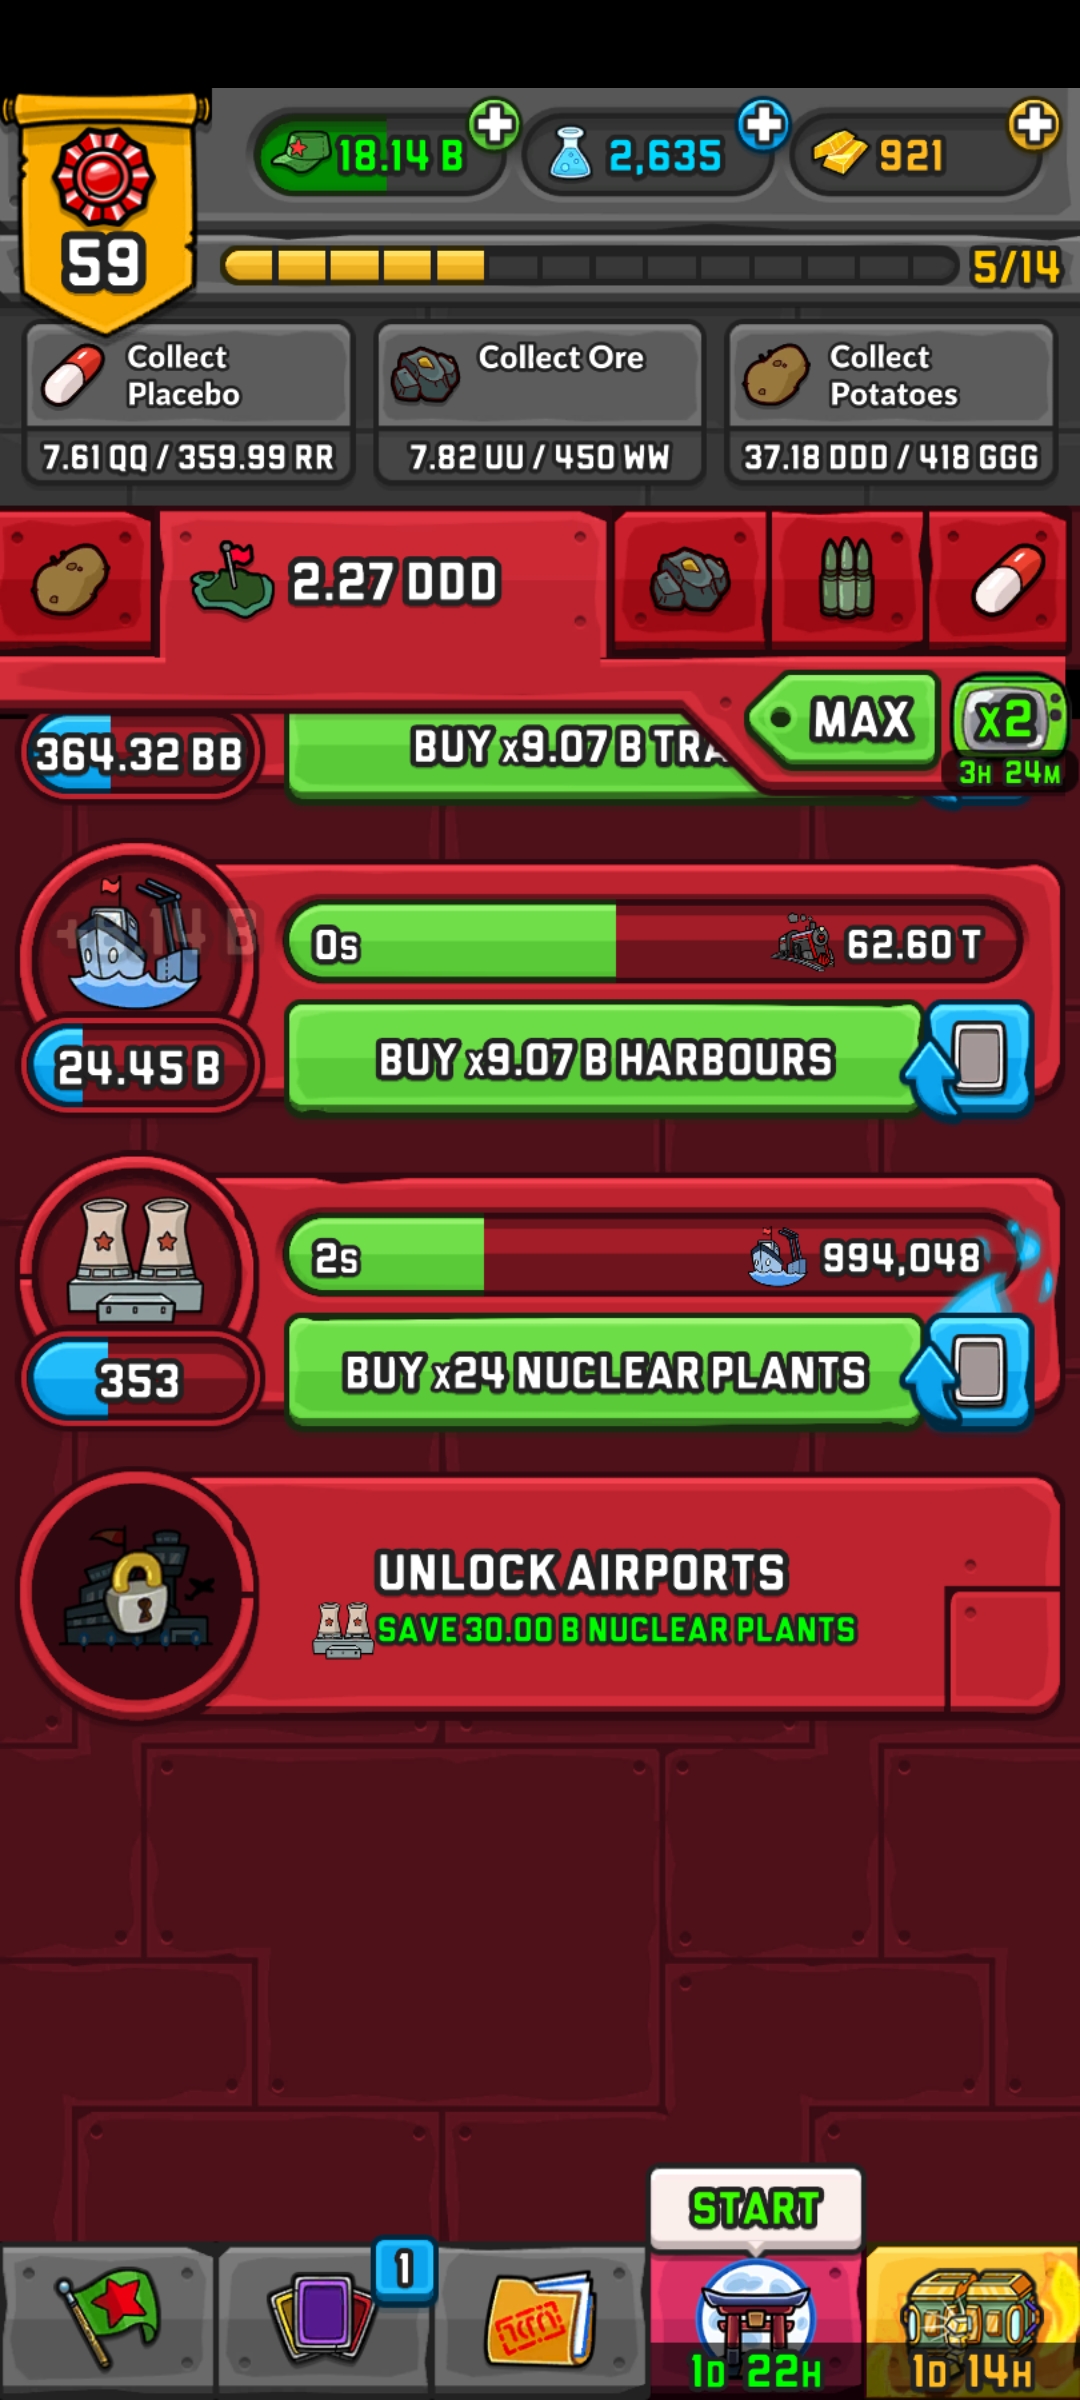 18.14 B
2,635
921
59
5/14
Collect
Placebo
7.61 QQ / 359.99 RR
Collect Ore
7.82 UU / 450 WW
Collect
Potatoes
37.18 DDD / 418 GGG
2.27 DDD
MAX
x2
3H 24M
364.32 BB
BUY x9.07 B TRA
0s
62.60 T
24.45 B
BUY x9.07 B HARBOURS
2s
994,048
353
BUY x24 NUCLEAR PLANTS
UNLOCK AIRPORTS
SAVE 30.00 B NUCLEAR PLANTS
START
1
1D 22H
1D 14H